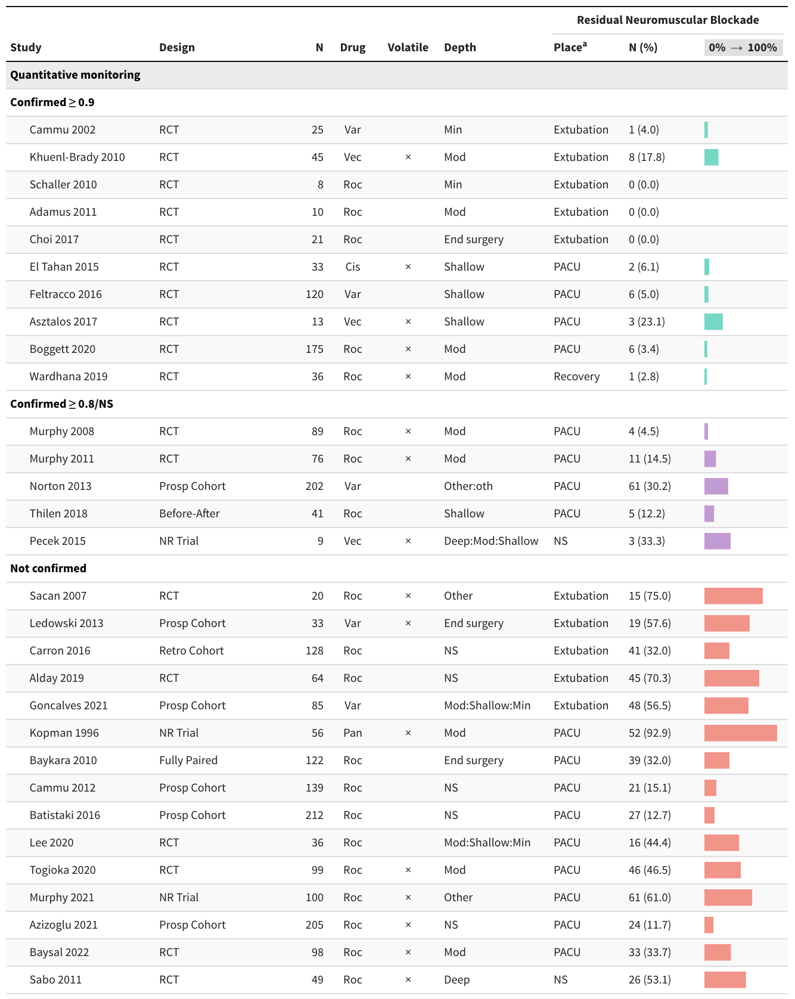 Residual Neuromuscular Blockade
Study Design N Drug Volatile Depth Placeᵃ N (%) 0% → 100%
Quantitative monitoring
Confirmed ≥ 0.9
Cammu 2002 RCT 25 Var Min Extubation 1 (4.0)
Khuenl-Brady 2010 RCT 45 Vec × Mod Extubation 8 (17.8)
Schaller 2010 RCT 8 Roc Min Extubation 0 (0.0)
Adamus 2011 RCT 10 Roc Mod Extubation 0 (0.0)
Choi 2017 RCT 21 Roc End surgery Extubation 0 (0.0)
El Tahan 2015 RCT 33 Cis × Shallow PACU 2 (6.1)
Feltracco 2016 RCT 120 Var Shallow PACU 6 (5.0)
Asztalos 2017 RCT 13 Vec × Shallow PACU 3 (23.1)
Boggett 2020 RCT 175 Roc × Mod PACU 6 (3.4)
Wardhana 2019 RCT 36 Roc × Mod Recovery 1 (2.8)
Confirmed ≥ 0.8/NS
Murphy 2008 RCT 89 Roc × Mod PACU 4 (4.5)
Murphy 2011 RCT 76 Roc × Mod PACU 11 (14.5)
Norton 2013 Prosp Cohort 202 Var Other:oth PACU 61 (30.2)
Thilen 2018 Before-After 41 Roc Shallow PACU 5 (12.2)
Pecek 2015 NR Trial 9 Vec × Deep:Mod:Shallow NS 3 (33.3)
Not confirmed
Sacan 2007 RCT 20 Roc × Other Extubation 15 (75.0)
Ledowski 2013 Prosp Cohort 33 Var × End surgery Extubation 19 (57.6)
Carron 2016 Retro Cohort 128 Roc NS Extubation 41 (32.0)
Alday 2019 RCT 64 Roc NS Extubation 45 (70.3)
Goncalves 2021 Prosp Cohort 85 Var Mod:Shallow:Min Extubation 48 (56.5)
Kopman 1996 NR Trial 56 Pan × Mod PACU 52 (92.9)
Baykara 2010 Fully Paired 122 Roc End surgery PACU 39 (32.0)
Cammu 2012 Prosp Cohort 139 Roc NS PACU 21 (15.1)
Batistaki 2016 Prosp Cohort 212 Roc NS PACU 27 (12.7)
Lee 2020 RCT 36 Roc Mod:Shallow:Min PACU 16 (44.4)
Togioka 2020 RCT 99 Roc × Mod PACU 46 (46.5)
Murphy 2021 NR Trial 100 Roc × Other PACU 61 (61.0)
Azizoglu 2021 Prosp Cohort 205 Roc × NS PACU 24 (11.7)
Baysal 2022 RCT 98 Roc × Mod PACU 33 (33.7)
Sabo 2011 RCT 49 Roc × Deep NS 26 (53.1)